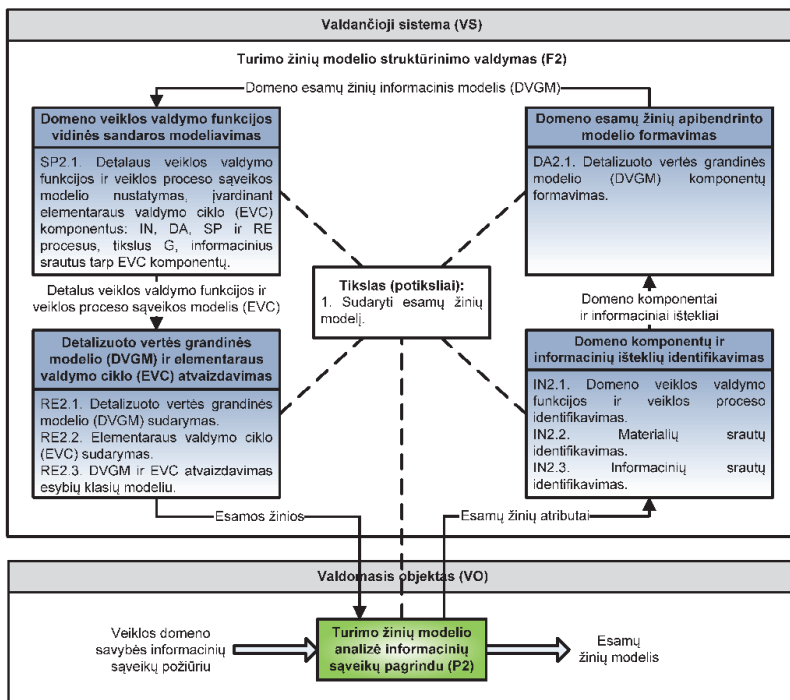 Valdančioji sistema (VS)
Turimo žinių modelio struktūrinimo valdymas (F2)
Domeno esamų žinių informacinis modelis (DVGM)
Domeno veiklos valdymo funkcijos
vidinės sandaros modeliavimas
SP2.1. Detalaus veiklos valdymo
funkcijos ir veiklos proceso sąveikos
modelio nustatymas, įvardinant
elementaraus valdymo ciklo (EVC)
komponentus: IN, DA, SP ir RE
procesus, tikslus G, informacinius
srautus tarp EVC komponentų.
Domeno esamų žinių apibendrinto
modelio formavimas
DA2.1. Detalizuoto vertės grandinės
modelio (DVGM) komponentų
formavimas.
Tikslas (potiksliai):
1. Sudaryti esamų žinių
modelį.
Detalus veiklos valdymo funkcijos ir
veiklos proceso sąveikos modelis (EVC)
Domeno komponentai
ir informaciniai ištekliai
Detalizuoto vertės grandinės
modelio (DVGM) ir elementaraus
valdymo ciklo (EVC) atvaizdavimas
RE2.1. Detalizuoto vertės grandinės
modelio (DVGM) sudarymas.
RE2.2. Elementaraus valdymo ciklo
(EVC) sudarymas.
RE2.3. DVGM ir EVC atvaizdavimas
esybių klasių modeliu.
Domeno komponentų ir
informacinių išteklių identifikavimas
IN2.1. Domeno veiklos valdymo
funkcijos ir veiklos proceso
identifikavimas.
IN2.2. Materialių srautų
identifikavimas.
IN2.3. Informacinių srautų
identifikavimas.
Esamos žinios
Esamų žinių atributai
Valdomasis objektas (VO)
Veiklos domeno
savybės informacinių
sąveikų požiūriu
Turimo žinių modelio
analizė informacinių
sąveikų pagrindu (P2)
Esamų
žinių modelis